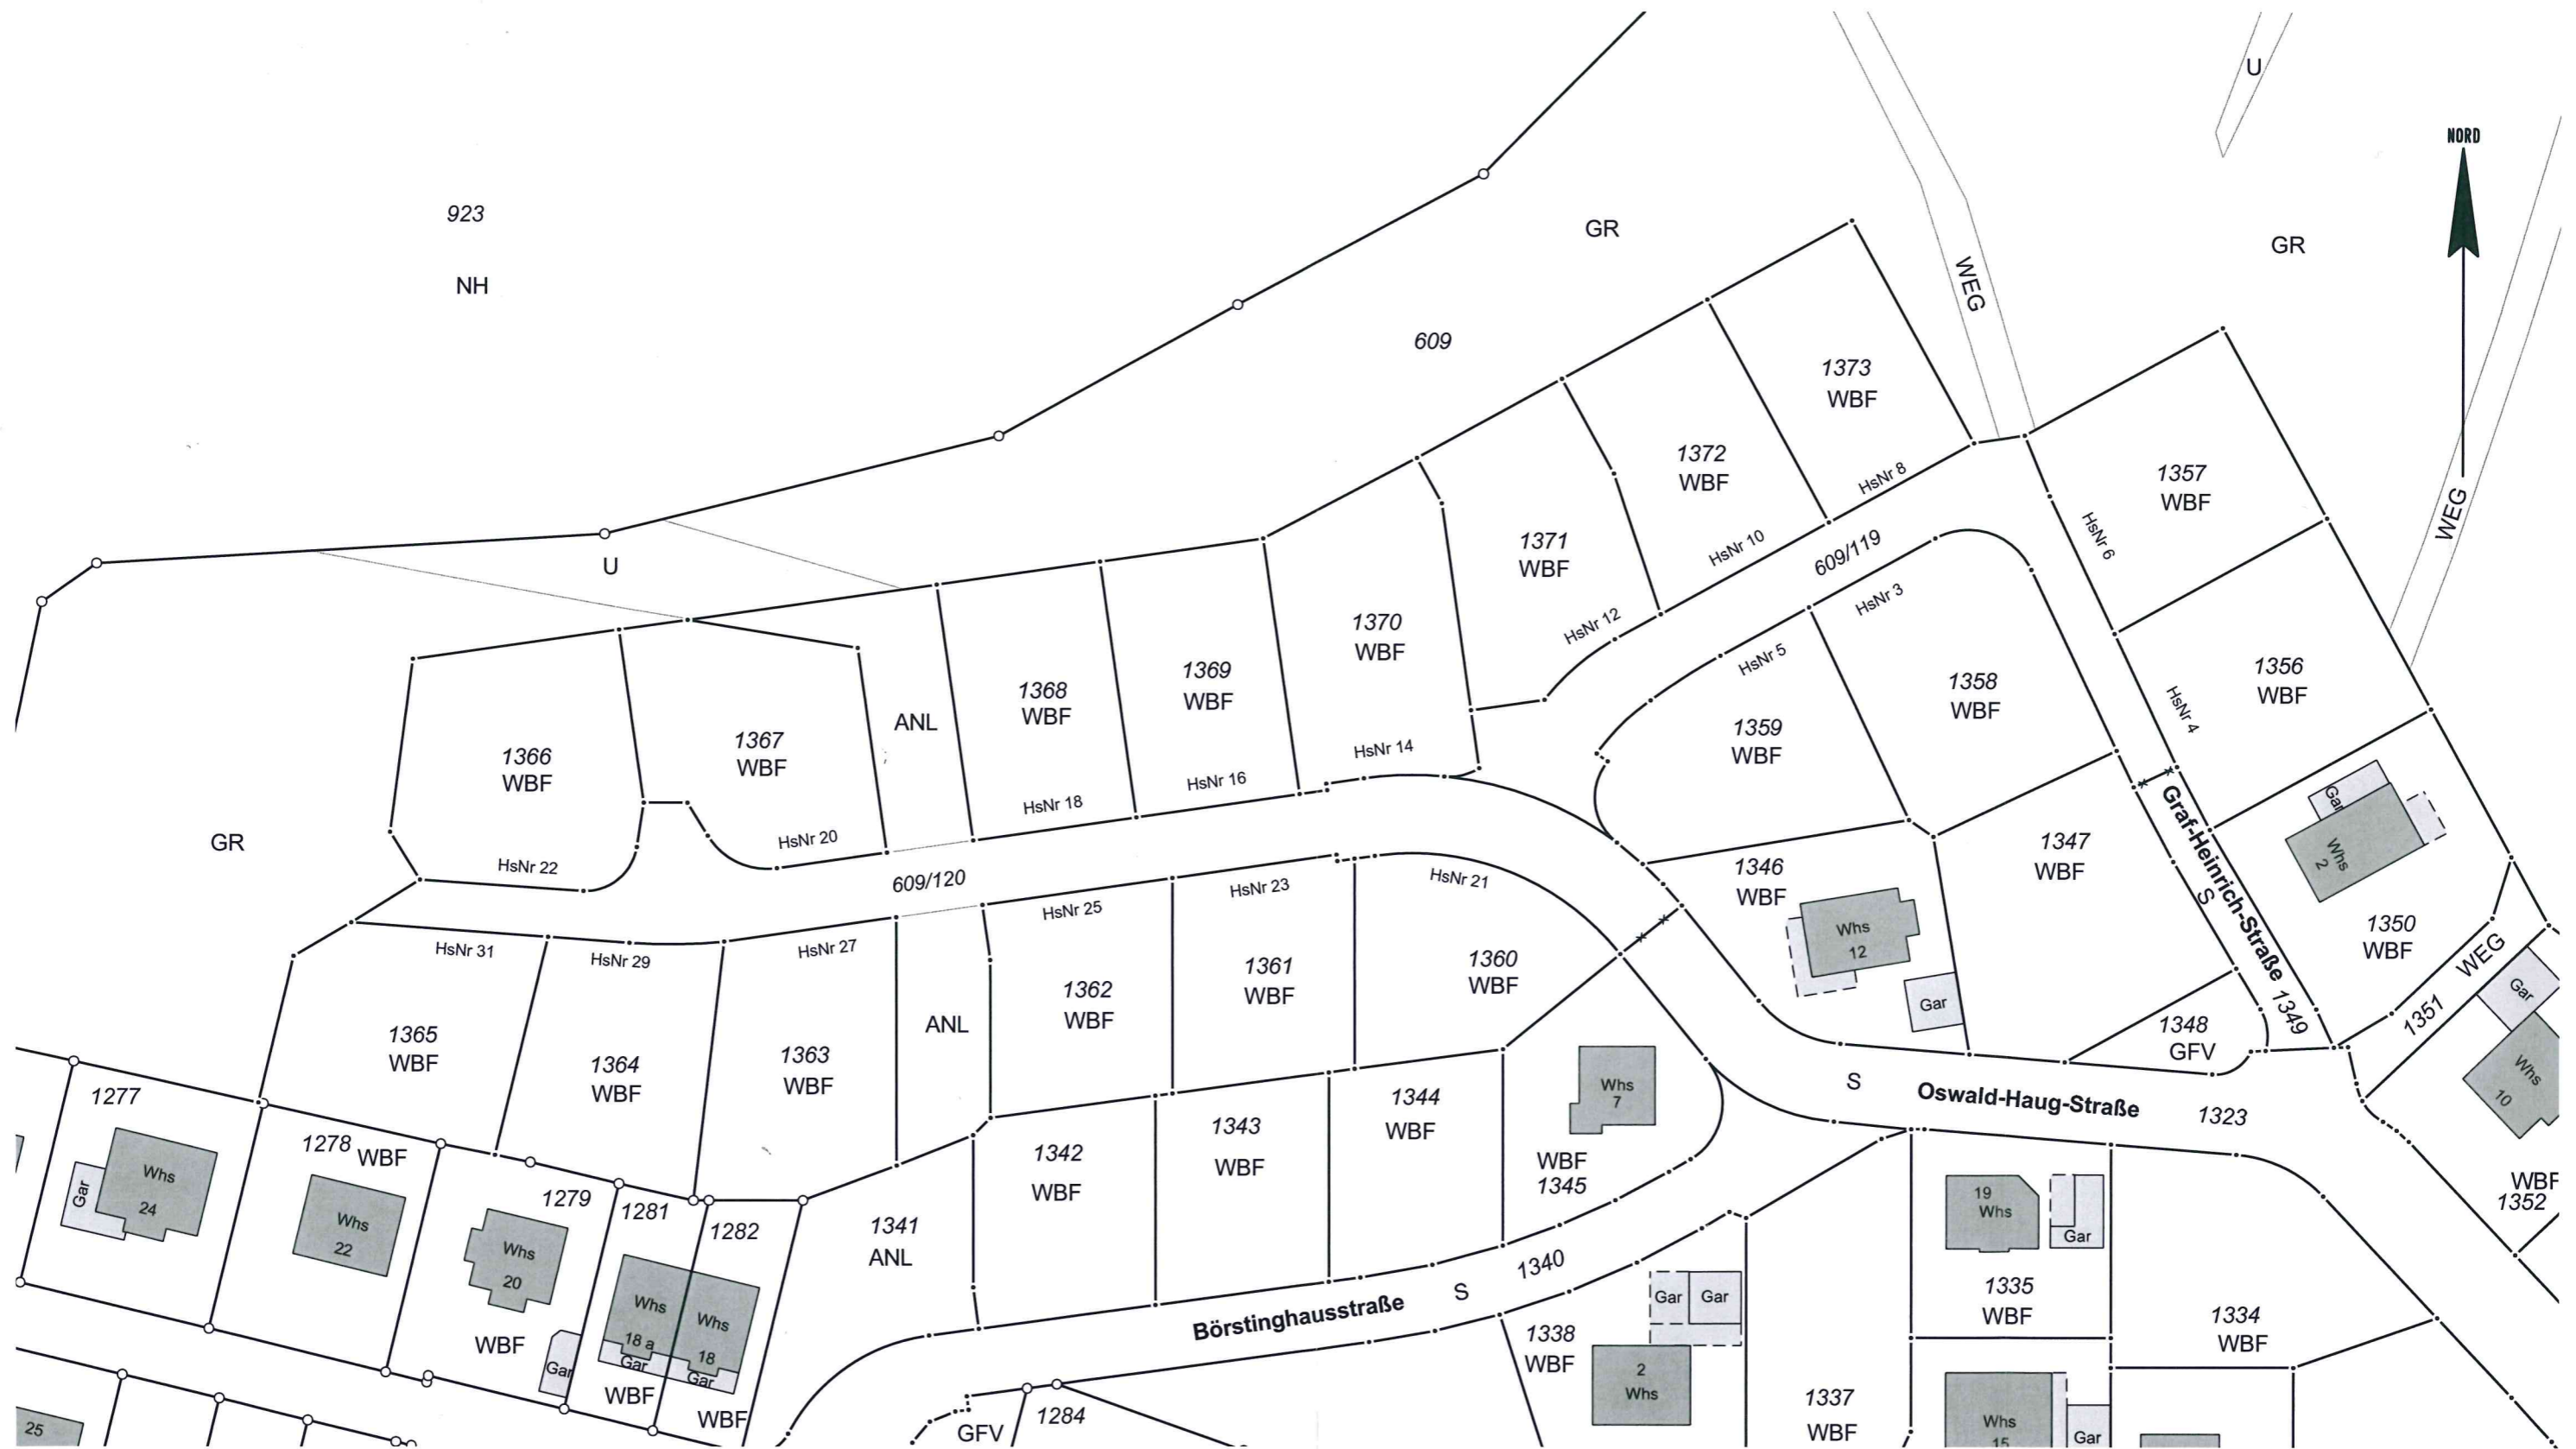 U
NORD
923
GR
GR
NH
WEG
609
1373
WBF
1372
WBF
HsNr 8
1357
WBF
WEG
HsNr 6
HsNr 10
609/119
1371
WBF
U
HsNr 3
HsNr 12
1370
WBF
HsNr 5
1369
WBF
1368
WBF
1358
WBF
1356
WBF
HsNr 4
ANL
1359
WBF
1366
WBF
1367
WBF
HsNr 14
HsNr 16
HsNr 18
Gar
Whs
2
Graf-Heinrich-Straße
S
1349
GR
HsNr 20
HsNr 22
609/120
HsNr 25
HsNr 23
HsNr 21
1346
WBF
1347
WBF
Whs
12
Gar
1350
WBF
WEG
1351
Gar
HsNr 31
HsNr 29
HsNr 27
1360
WBF
1361
WBF
1362
WBF
ANL
1365
WBF
1364
WBF
1363
WBF
1348
GFV
S
Oswald-Haug-Straße
1323
Whs
10
1277
1278
WBF
Whs
7
1344
WBF
1343
WBF
1342
WBF
WBF
1345
WBF
1352
Gar
Whs
24
Whs
22
1279
1281
1282
Whs
20
1341
ANL
19
Whs
Gar
1340
S
Börstinghausstraße
Gar
Gar
1335
WBF
1334
WBF
Whs
18 a
Gar
Whs
18
Gar
WBF
Gar
WBF
WBF
1338
WBF
2
Whs
1337
WBF
25
GFV
1284
Whs
15
Gar